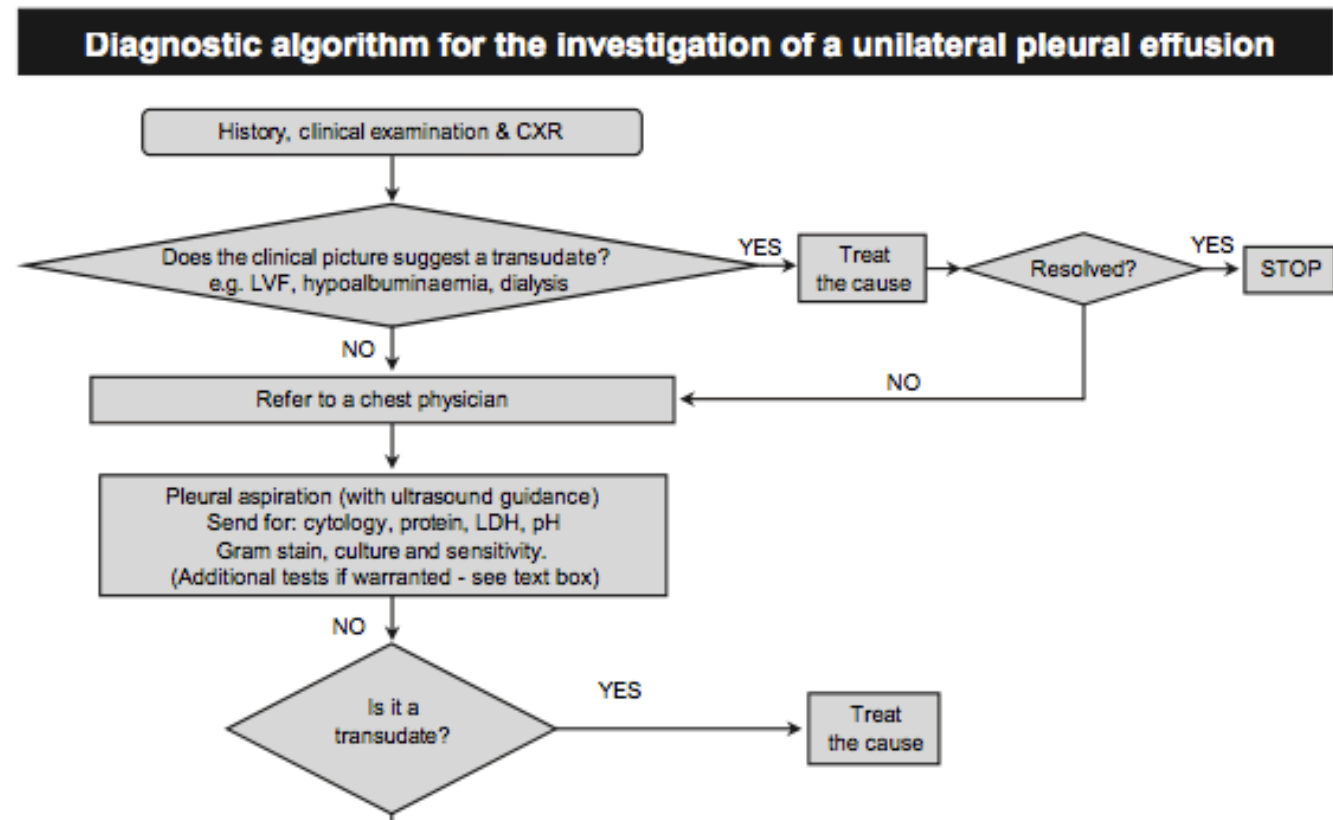 Diagnostic algorithm for the investigation of a unilateral pleural effusion
History, clinical examination & CXR
Does the clinical picture suggest a transudate?
e.g. LVF, hypoalbuminaemia, dialysis
YES
Treat
the cause
Resolved?
YES
STOP
NO
NO
Refer to a chest physician
Pleural aspiration (with ultrasound guidance)
Send for: cytology, protein, LDH, pH
Gram stain, culture and sensitivity.
(Additional tests if warranted - see text box)
NO
Is it a
transudate?
YES
Treat
the cause